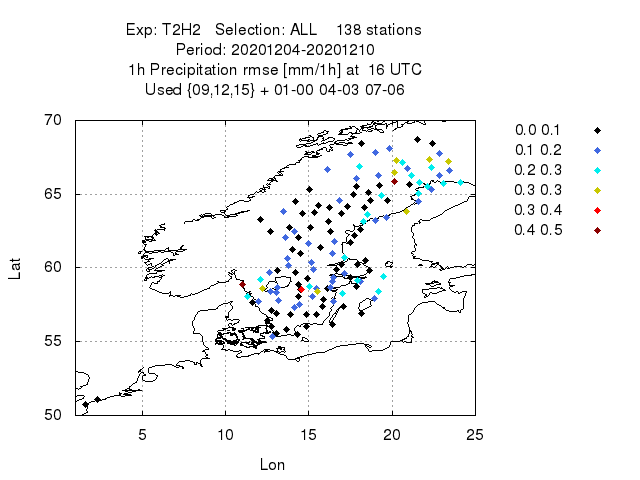 Exp: T2H2 Selection: ALL 138 stations
Period: 20201204-20201210
1h Precipitation rmse [mm/1h] at 16 UTC
Used {09,12,15} + 01-00 04-03 07-06
70
65
60
55
50
Lat
5 10 15 20 25
Lon
0.0 0.1
0.1 0.2
0.2 0.3
0.3 0.3
0.3 0.4
0.4 0.5